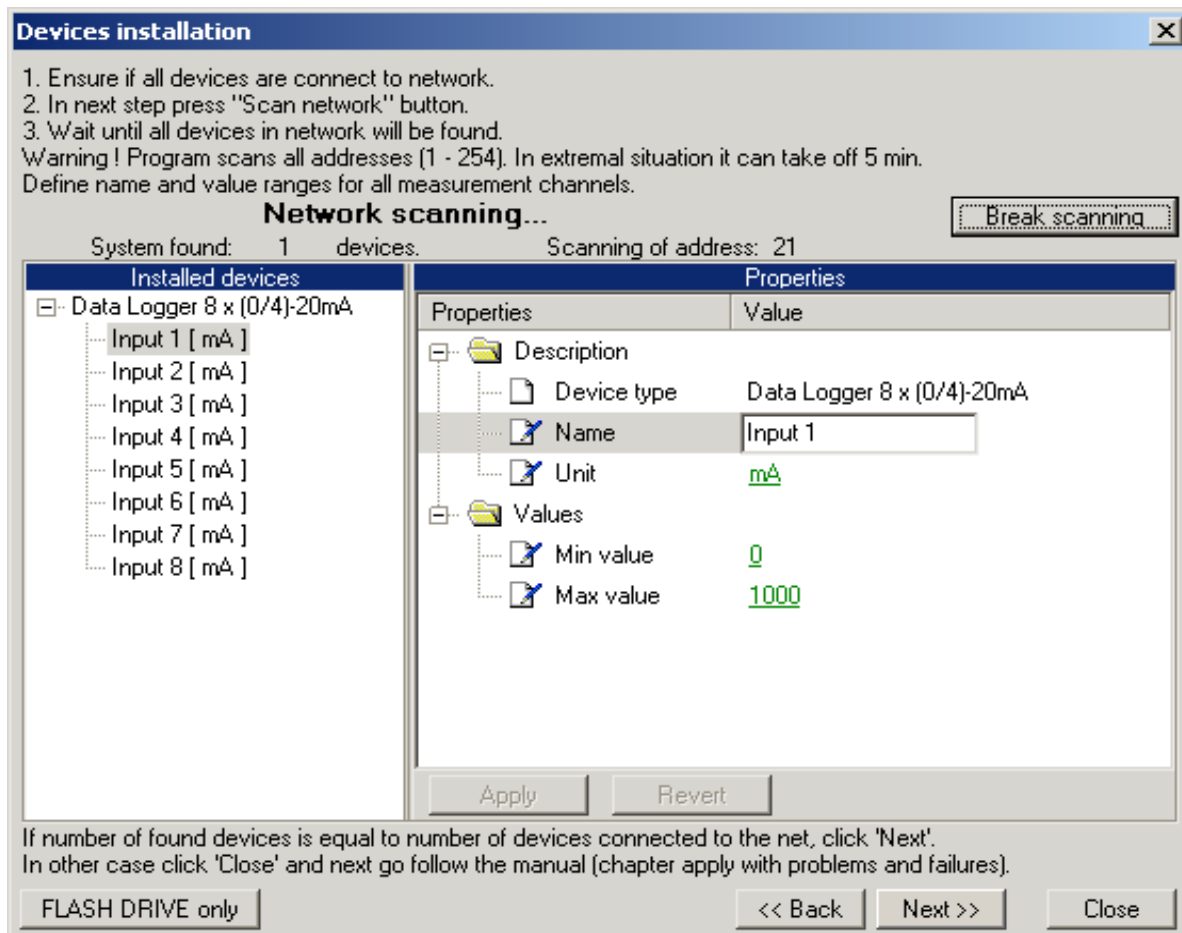 Devices installation
1. Ensure if all devices are connect to network.
2. In next step press "Scan network" button.
3. Wait until all devices in network will be found.
Warning ! Program scans all addresses (1 - 254). In extremal situation it can take off 5 min.
Define name and value ranges for all measurement channels.
Network scanning...
Break scanning
System found: 1 devices. Scanning of address: 21
Installed devices
Data Logger 8 x (0/4)-20mA
Input 1 [ mA ]
Input 2 [ mA ]
Input 3 [ mA ]
Input 4 [ mA ]
Input 5 [ mA ]
Input 6 [ mA ]
Input 7 [ mA ]
Input 8 [ mA ]
Properties
Properties Value
Description
Device type Data Logger 8 x (0/4)-20mA
Name Input 1
Unit mA
Values
Min value 0
Max value 1000
Apply Revert
If number of found devices is equal to number of devices connected to the net, click 'Next'.
In other case click 'Close' and next go follow the manual (chapter apply with problems and failures).
FLASH DRIVE only << Back Next >> Close